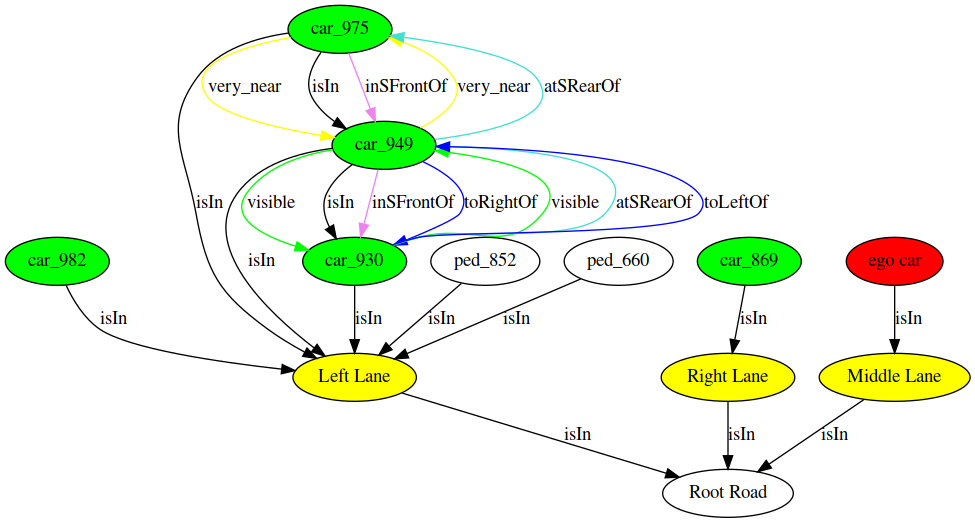 car_975
very_near isIn inSFrontOf very_near atSRearOf
car_949
isIn visible isIn inSFrontOf toRightOf visible atSRearOf toLeftOf
car_982 isIn car_930 ped_852 ped_660 car_869 ego car
isIn isIn isIn isIn isIn isIn
Left Lane Right Lane Middle Lane
isIn isIn isIn
Root Road